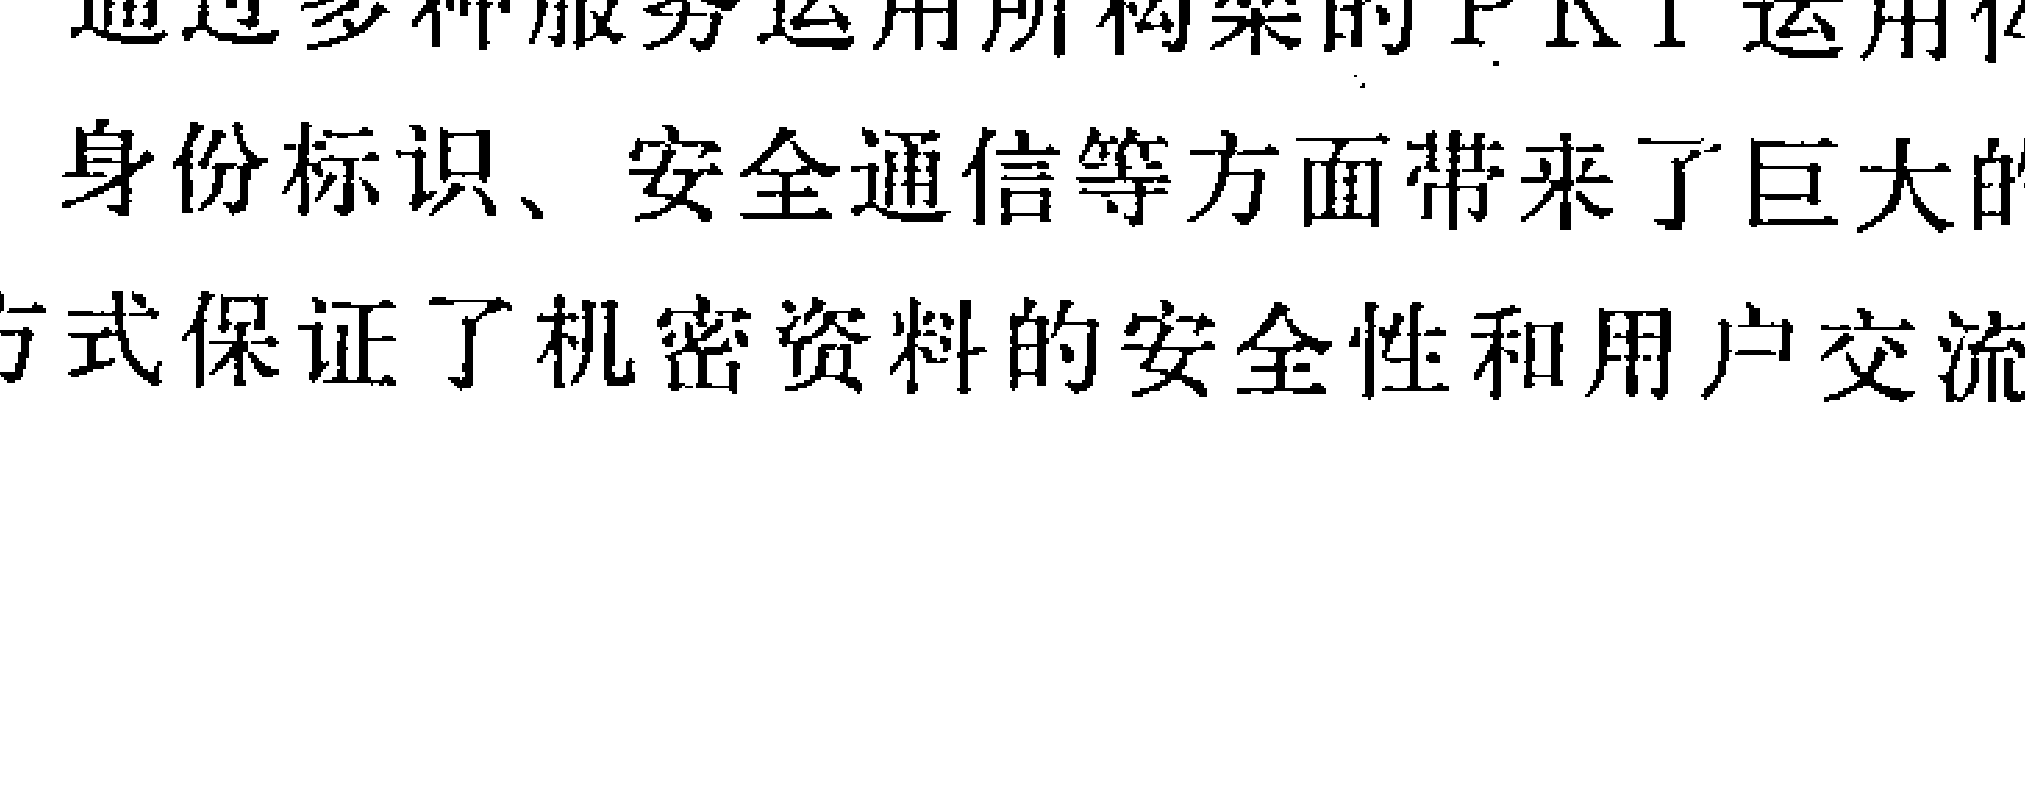 通过多种服务运用所构架的PKI运用体
身份标识、安全通信等方面带来了巨大的
方式保证了机密资料的安全性和用户交流